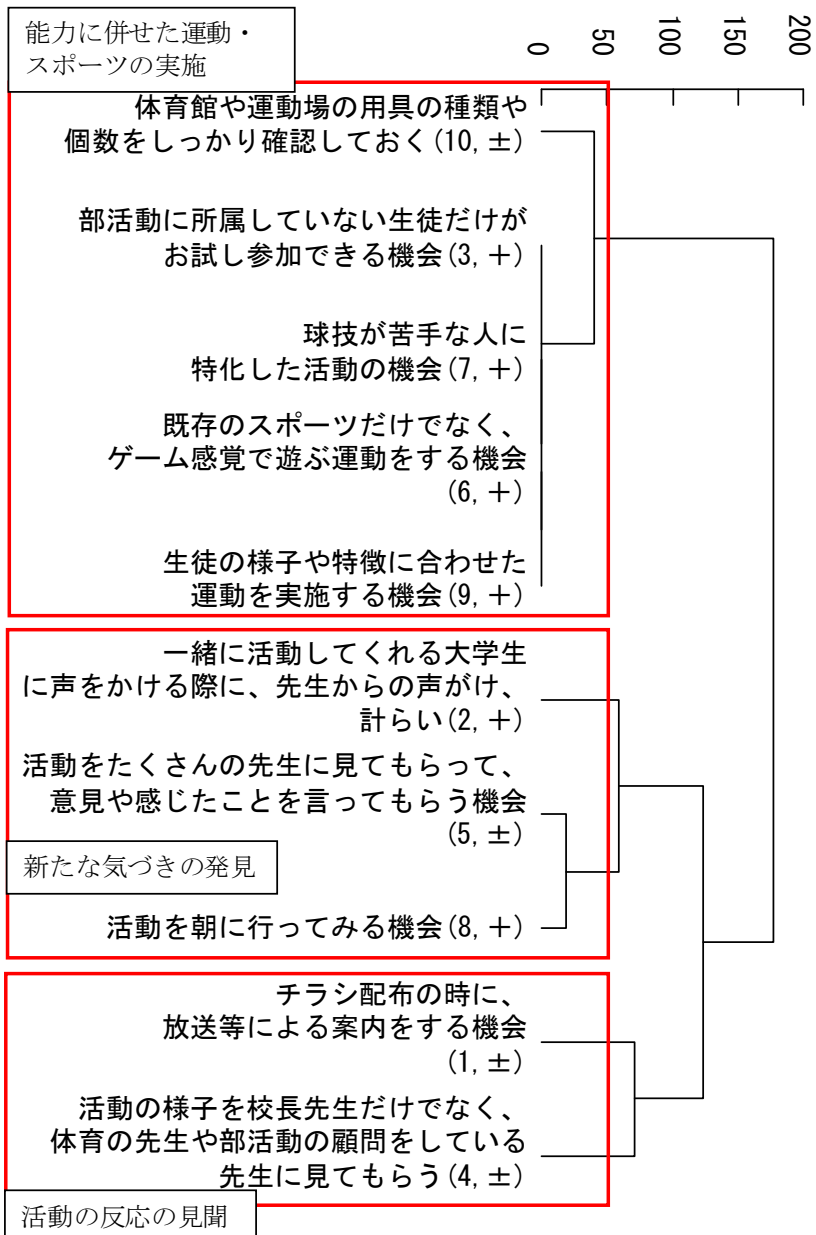 能力に併せた運動・
スポーツの実施
0
50
100
150
200
体育館や運動場の用具の種類や
個数をしっかり確認しておく(10, ±)
部活動に所属していない生徒だけが
お試し参加できる機会(3, ＋)
球技が苦手な人に
特化した活動の機会(7, ＋)
既存のスポーツだけでなく、
ゲーム感覚で遊ぶ運動をする機会
(6, ＋)
生徒の様子や特徴に合わせた
運動を実施する機会(9, ＋)
一緒に活動してくれる大学生
に声をかける際に、先生からの声がけ、
計らい(2, ＋)
活動をたくさんの先生に見てもらって、
意見や感じたことを言ってもらう機会
(5, ±)
新たな気づきの発見
活動を朝に行ってみる機会(8, ＋)
チラシ配布の時に、
放送等による案内をする機会
(1, ±)
活動の様子を校長先生だけでなく、
体育の先生や部活動の顧問をしている
先生に見てもらう(4, ±)
活動の反応の見聞